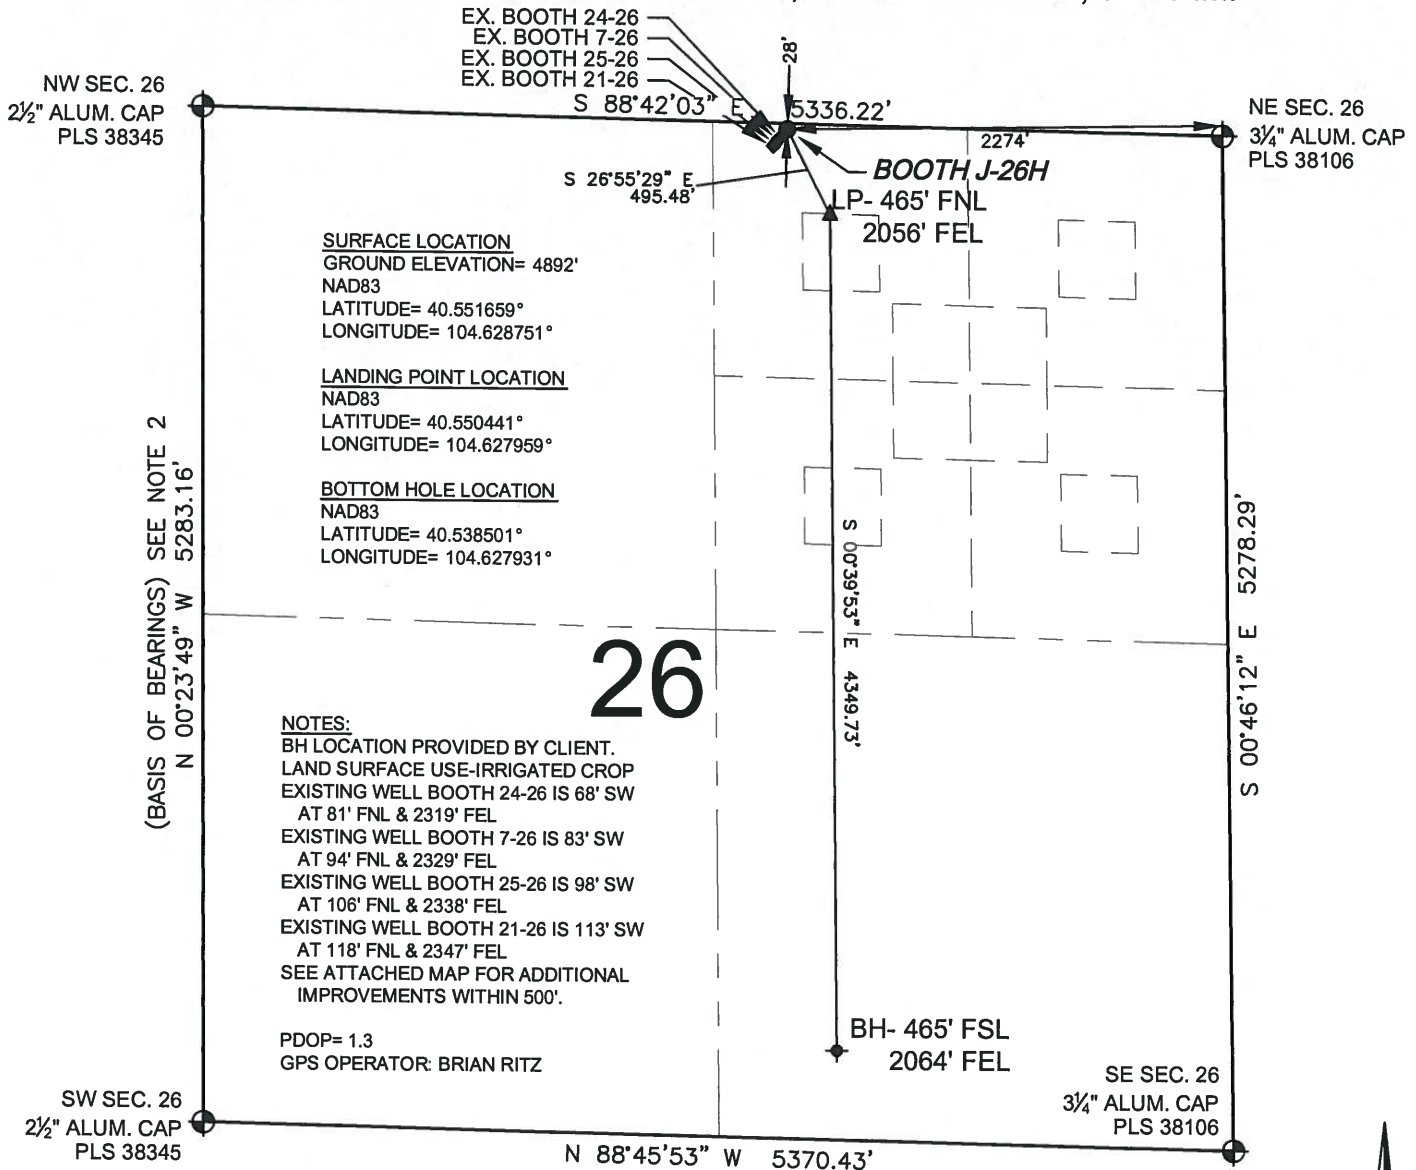 EX. BOOTH 24-26
EX. BOOTH 7-26
EX. BOOTH 25-26
EX. BOOTH 21-26
28'
NW SEC. 26
2½" ALUM. CAP
PLS 38345
S 88°42'03" E 5336.22'
NE SEC. 26
3¼" ALUM. CAP
PLS 38106
2274'
BOOTH J-26H
S 26°55'29" E
495.48'
LP- 465' FNL
2056' FEL
SURFACE LOCATION
GROUND ELEVATION= 4892'
NAD83
LATITUDE= 40.551659°
LONGITUDE= 104.628751°
LANDING POINT LOCATION
NAD83
LATITUDE= 40.550441°
LONGITUDE= 104.627959°
BOTTOM HOLE LOCATION
NAD83
LATITUDE= 40.538501°
LONGITUDE= 104.627931°
(BASIS OF BEARINGS) SEE NOTE 2
N 00°23'49" W 5283.16'
S 00°39'53" E 4349.73'
S 00°46'12" E 5278.29'
26
NOTES:
BH LOCATION PROVIDED BY CLIENT.
LAND SURFACE USE-IRRIGATED CROP
EXISTING WELL BOOTH 24-26 IS 68' SW
AT 81' FNL & 2319' FEL
EXISTING WELL BOOTH 7-26 IS 83' SW
AT 94' FNL & 2329' FEL
EXISTING WELL BOOTH 25-26 IS 98' SW
AT 106' FNL & 2338' FEL
EXISTING WELL BOOTH 21-26 IS 113' SW
AT 118' FNL & 2347' FEL
SEE ATTACHED MAP FOR ADDITIONAL
IMPROVEMENTS WITHIN 500'.
PDOP= 1.3
GPS OPERATOR: BRIAN RITZ
BH- 465' FSL
2064' FEL
SW SEC. 26
2½" ALUM. CAP
PLS 38345
SE SEC. 26
3¼" ALUM. CAP
PLS 38106
N 88°45'53" W 5370.43'